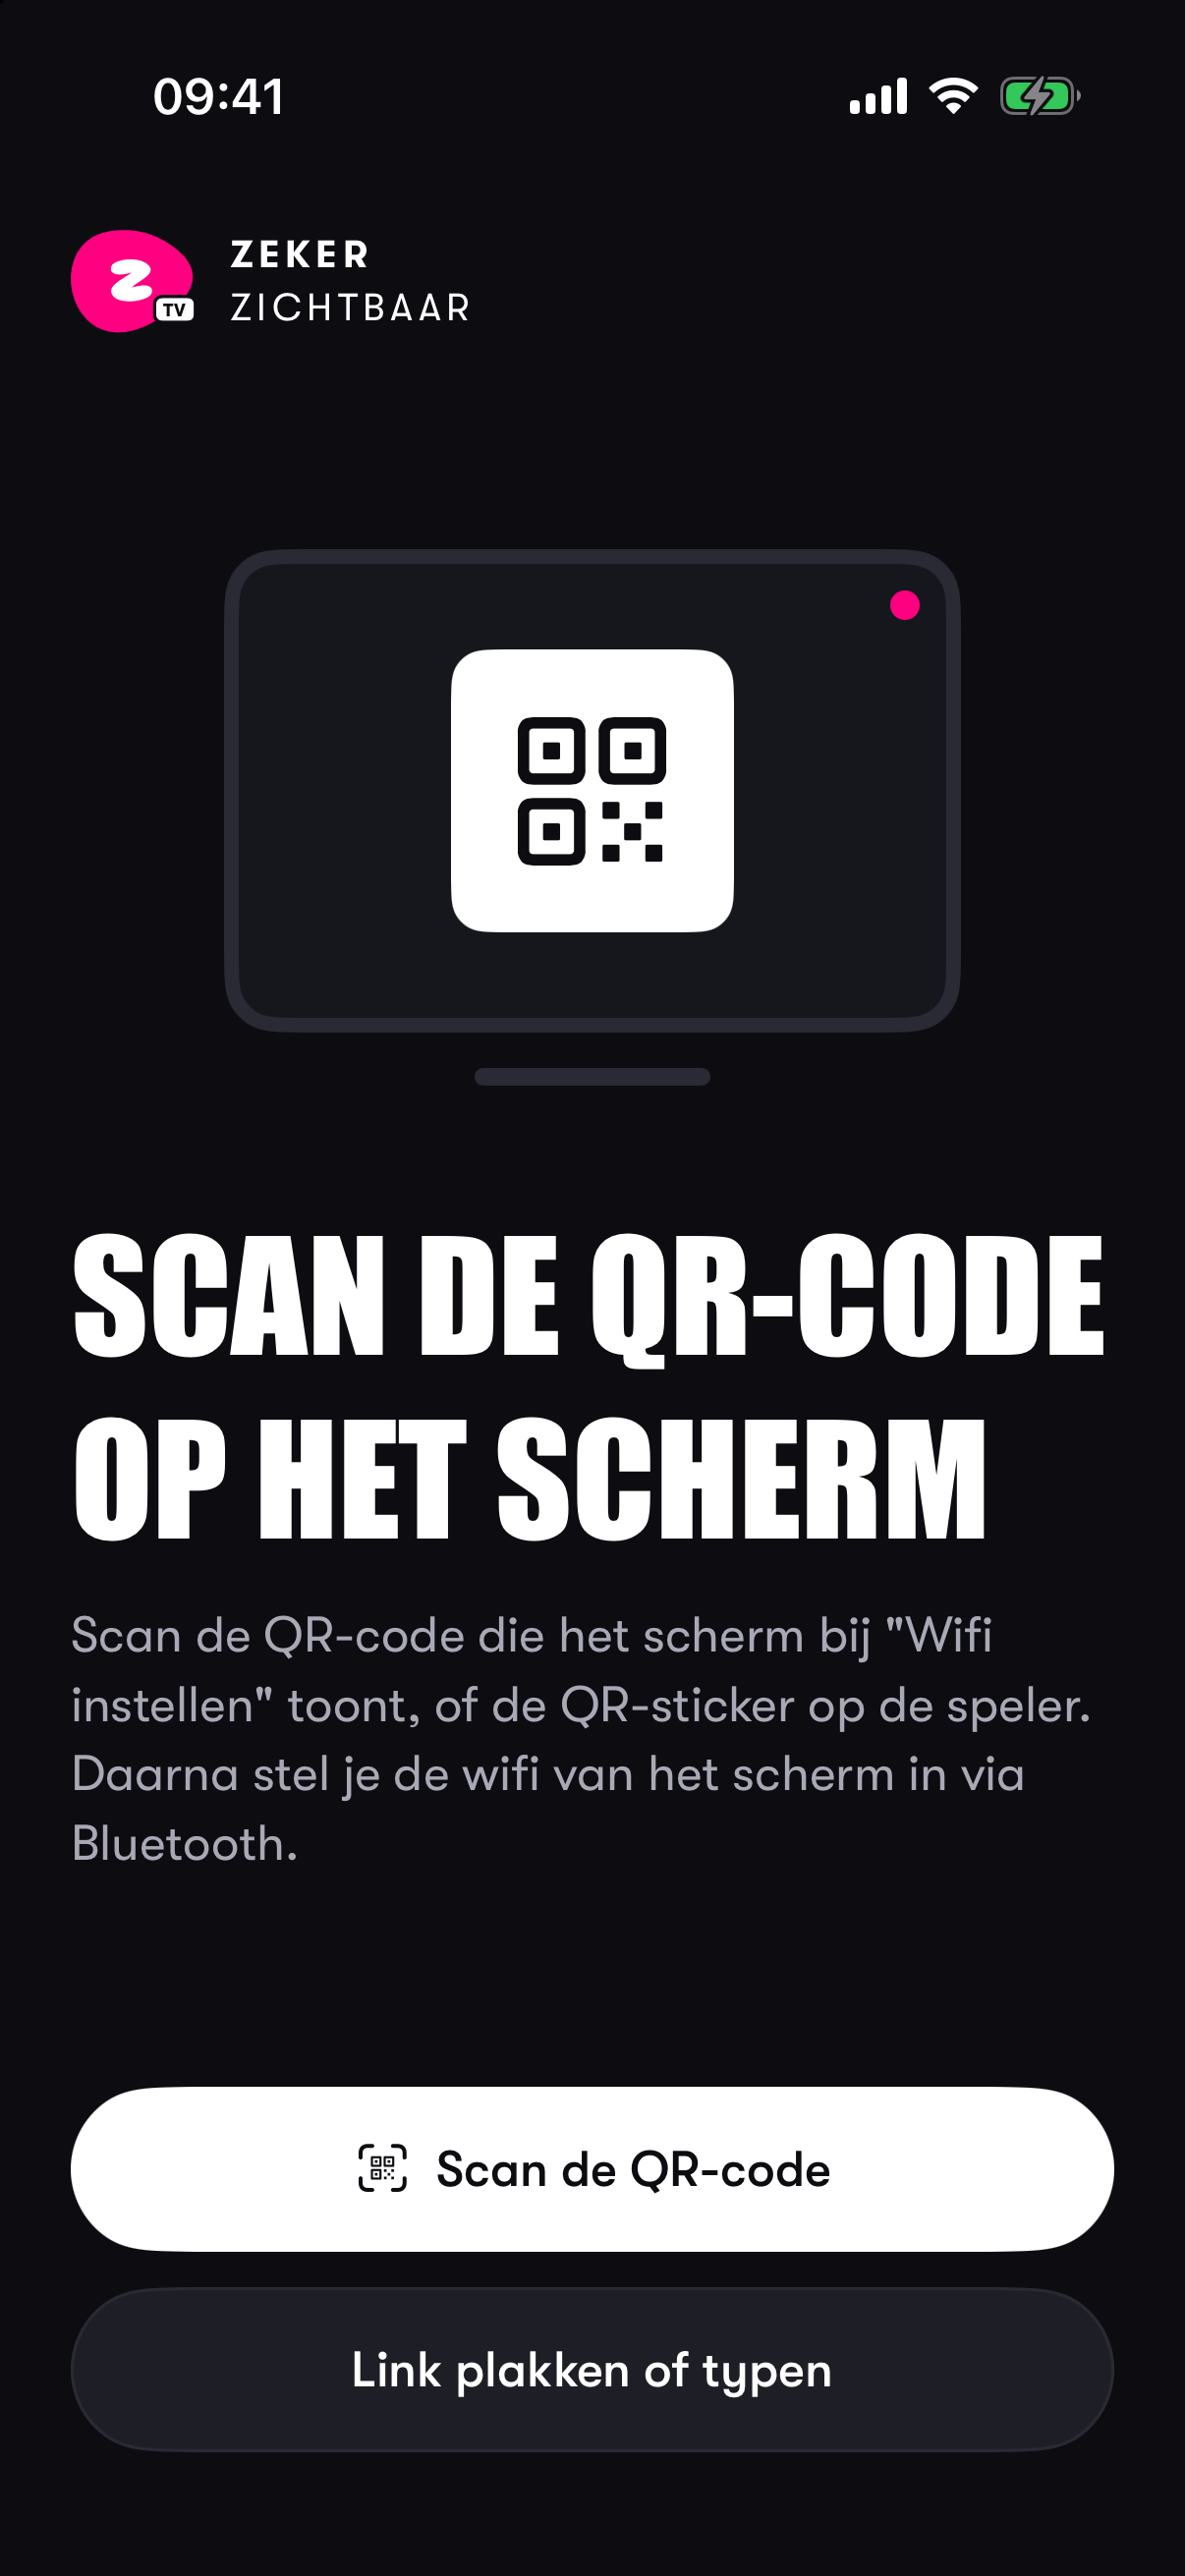 09:41
TV
ZEKER
ZICHTBAAR
SCAN DE QR-CODE
OP HET SCHERM
Scan de QR-code die het scherm bij "Wifi
instellen" toont, of de QR-sticker op de speler.
Daarna stel je de wifi van het scherm in via
Bluetooth.
Scan de QR-code
Link plakken of typen